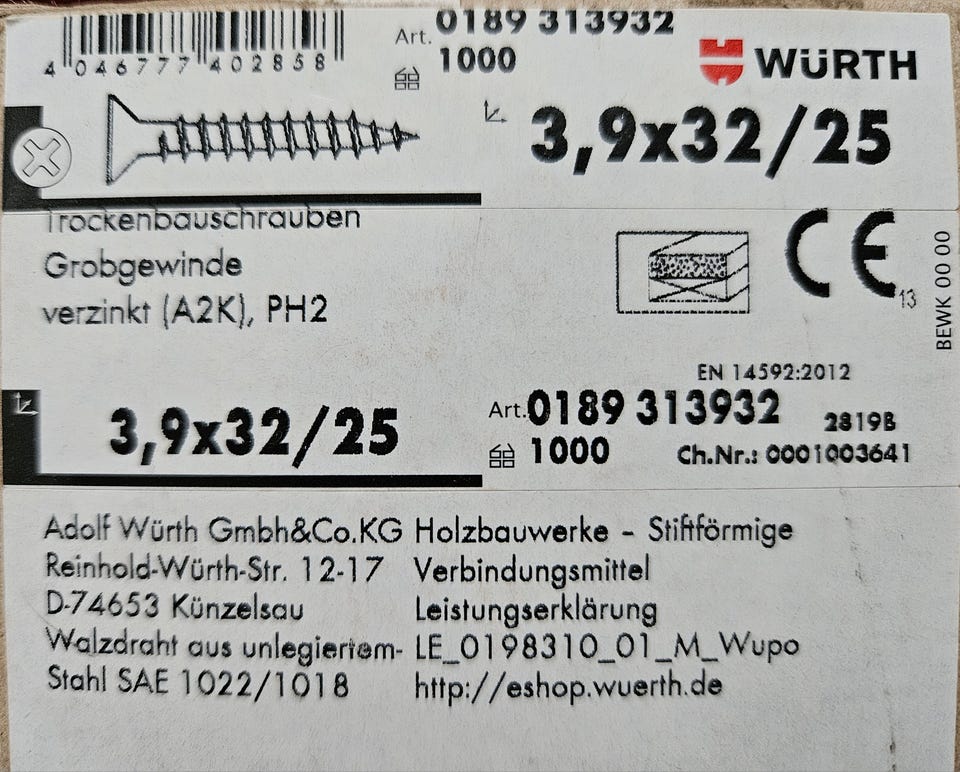 4 046777 402858
Art. 0189 313932
1000
WÜRTH
3,9x32/25
Trockenbauschrauben
Grobgewinde
verzinkt (A2K), PH2
CE
13
BEWK 00 00
EN 14592:2012
3,9x32/25
Art. 0189 313932
2819B
1000
Ch.Nr.: 0001003641
Adolf Würth Gmbh&Co.KG
Reinhold-Würth-Str. 12-17
D-74653 Künzelsau
Walzdraht aus unlegiertem-
Stahl SAE 1022/1018
Holzbauwerke - Stiftförmige
Verbindungsmittel
Leistungserklärung
LE_0198310_01_M_Wupo
http://eshop.wuerth.de